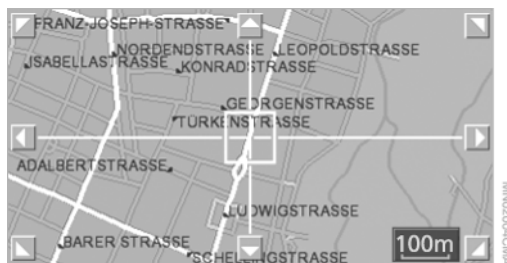 FRANZ-JOSEPH-STRASSE
NORDENDSTRASSE LEOPOLDSTRASSE
ISABELLASTRASSE KONRADSTRASSE
GEORGENSTRASSE
TÜRKENSTRASSE
ADALBERTSTRASSE
LUDWIGSTRASSE
BARER STRASSE
SCHELLINGSTRASSE
100m